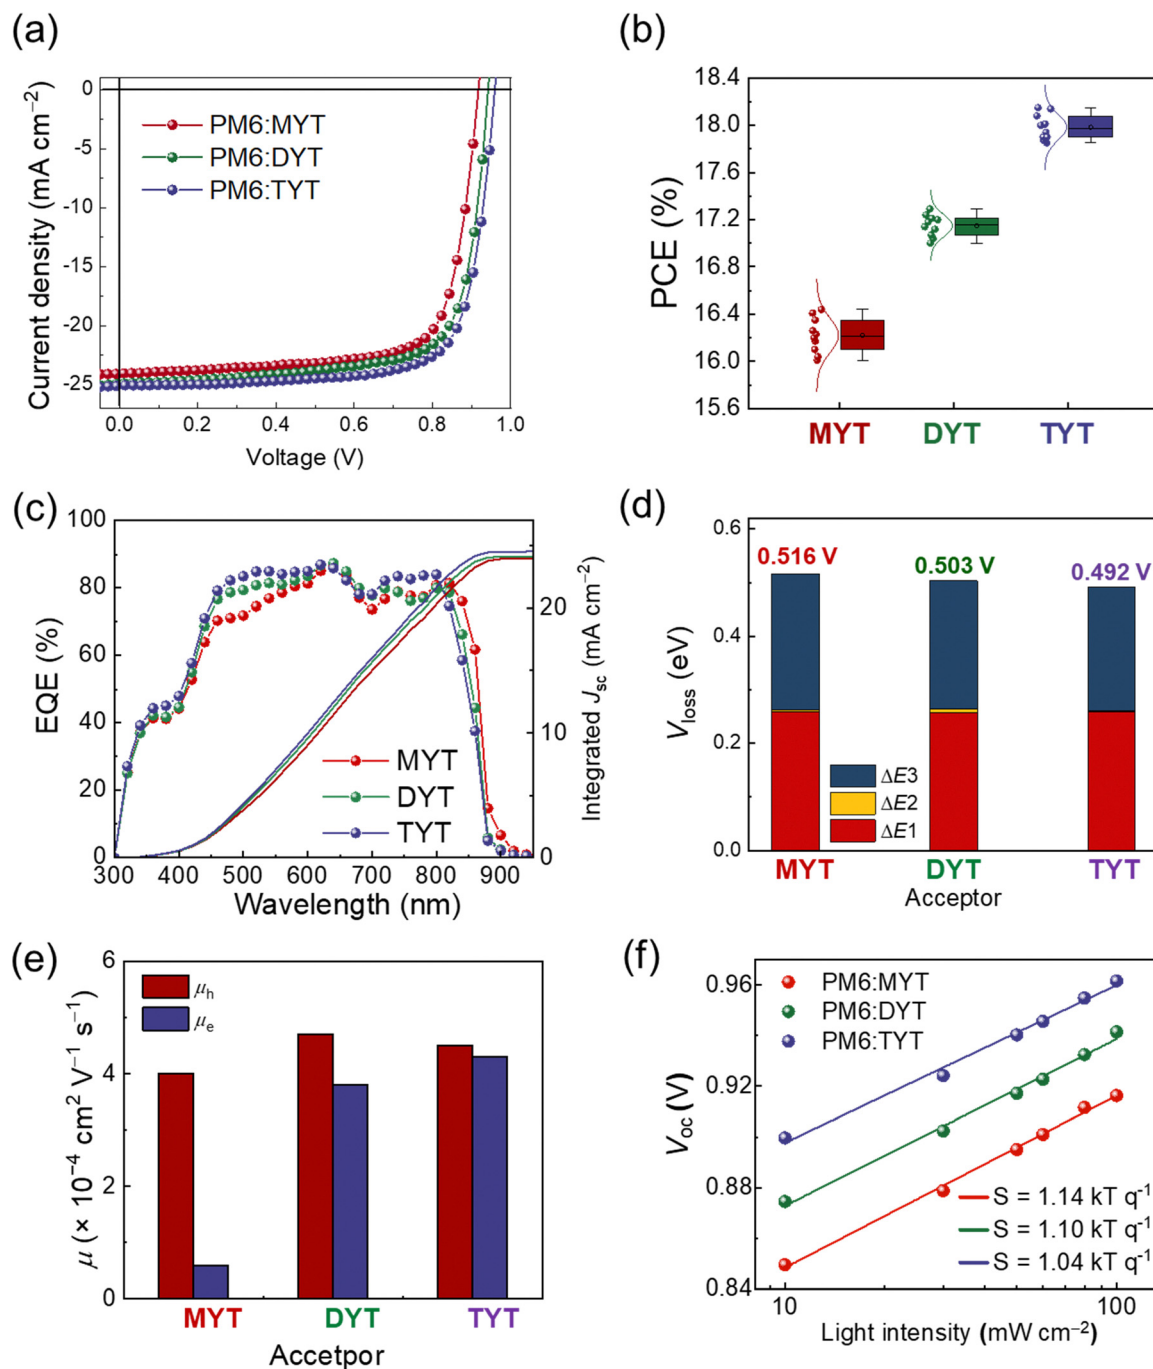 (a)
Current density (mA cm⁻²)
0
-5
-10
-15
-20
-25
PM6:MYT
PM6:DYT
PM6:TYT
0.0 0.2 0.4 0.6 0.8 1.0
Voltage (V)
(b)
PCE (%)
18.4
18.0
17.6
17.2
16.8
16.4
16.0
15.6
MYT DYT TYT
(c)
EQE (%)
100
80
60
40
20
0
MYT
DYT
TYT
20
10
0
Integrated Jsc (mA cm⁻²)
300 400 500 600 700 800 900
Wavelength (nm)
(d)
Vloss (eV)
0.6
0.4
0.2
0.0
0.516 V
0.503 V
0.492 V
ΔE3
ΔE2
ΔE1
MYT DYT TYT
Acceptor
(e)
μ (× 10⁻⁴ cm² V⁻¹ s⁻¹)
6
4
2
0
μh
μe
MYT DYT TYT
Accetpor
(f)
Voc (V)
0.96
0.92
0.88
0.84
PM6:MYT
PM6:DYT
PM6:TYT
S = 1.14 kT q⁻¹
S = 1.10 kT q⁻¹
S = 1.04 kT q⁻¹
10 100
Light intensity (mW cm⁻²)